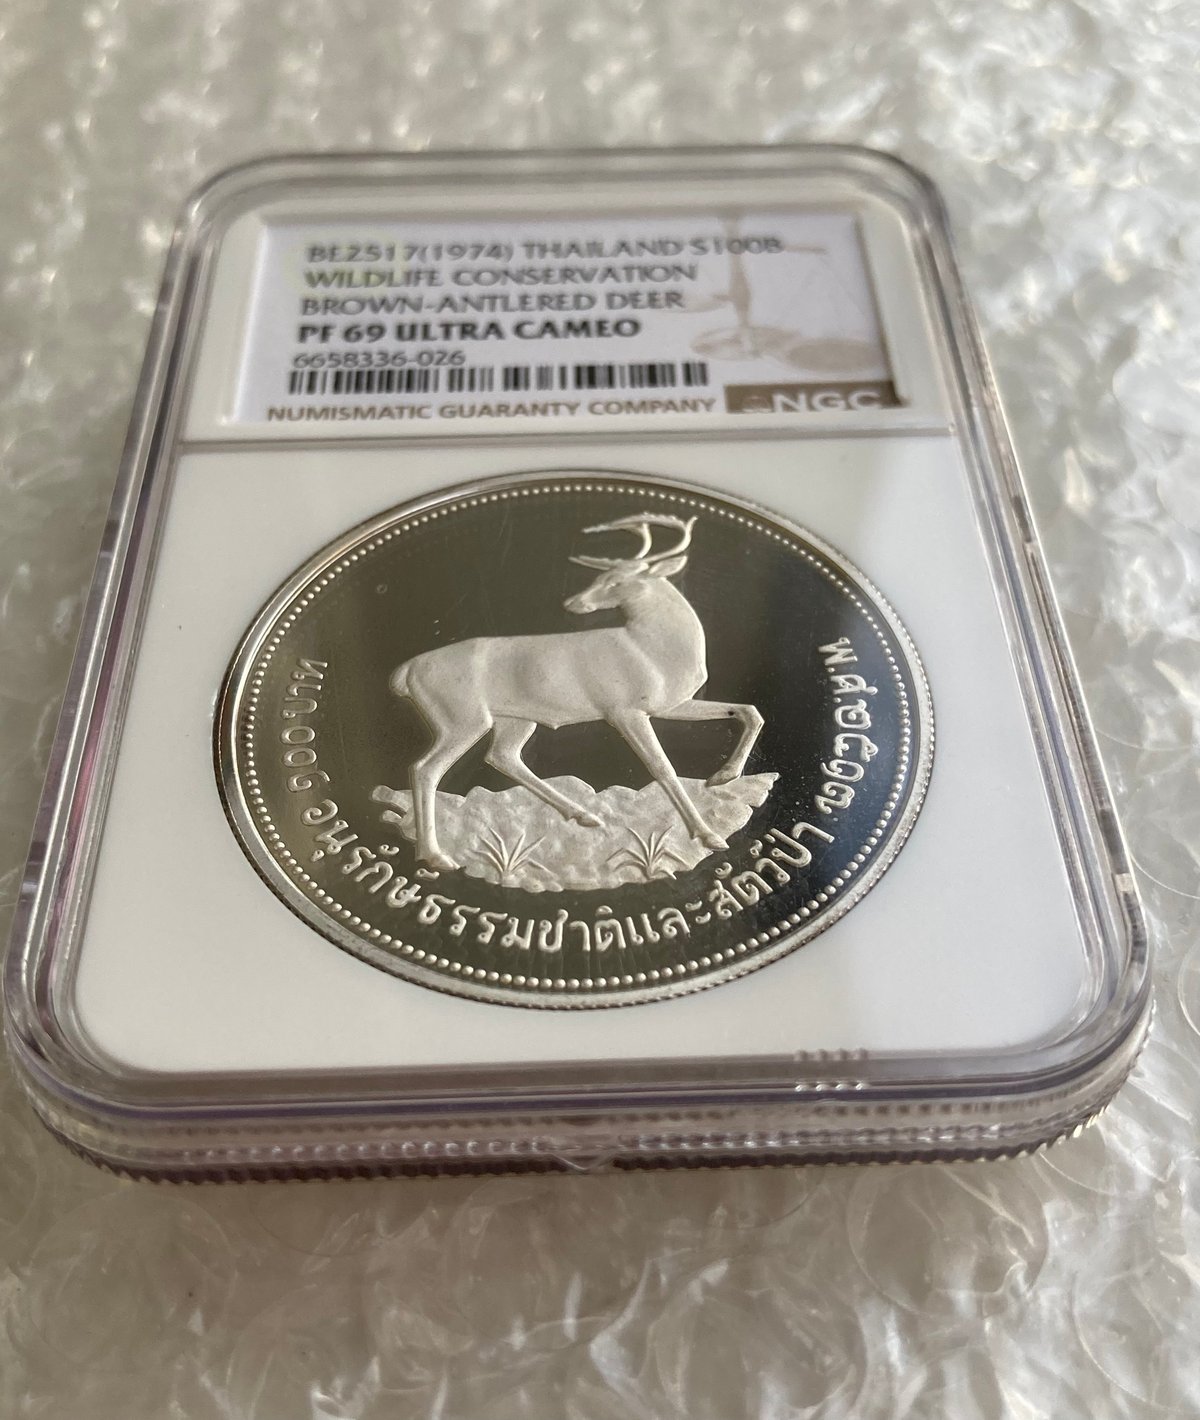 BE2517(1974) THAILAND S100B
WILDLIFE CONSERVATION
BROWN-ANTLERED DEER
PF 69 ULTRA CAMEO
6658336-026
NUMISMATIC GUARANTY COMPANY NGC
๑๐๐ บาท
อนุรักษ์ธรรมชาติและสัตว์ป่า
พ.ศ.๒๕๑๗